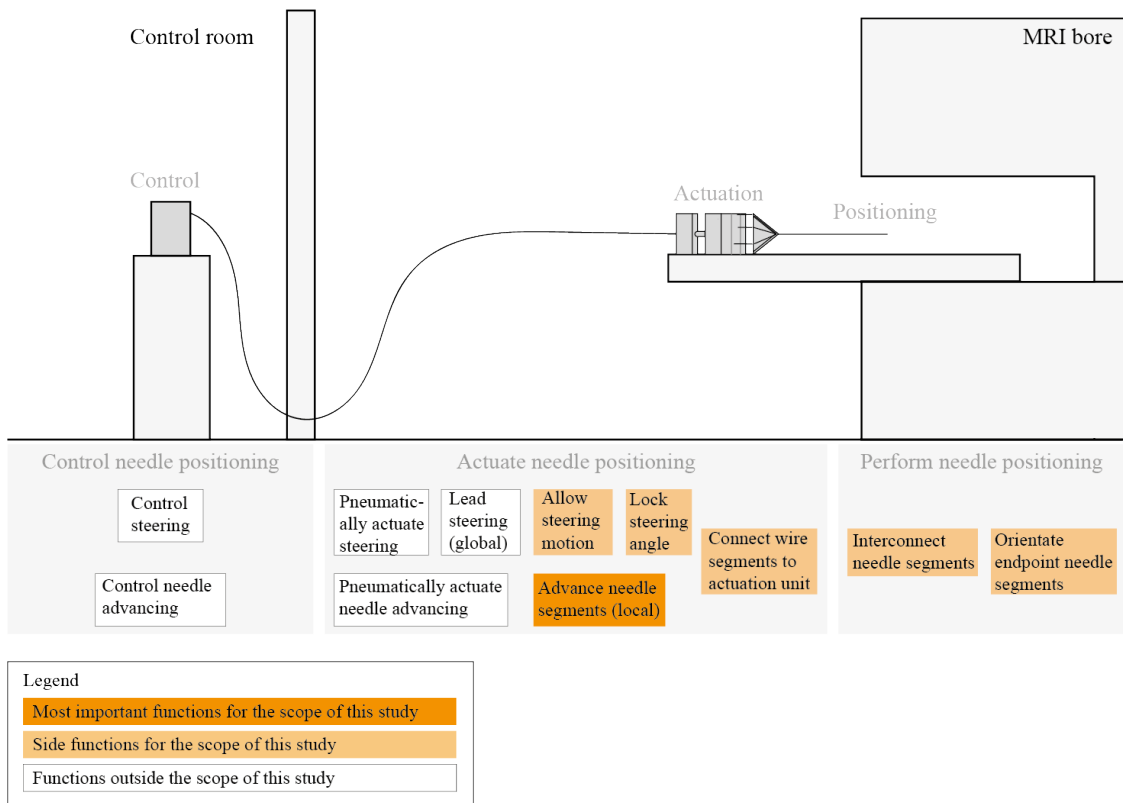 Control room
MRI bore
Control
Actuation
Positioning
Control needle positioning
Control
steering
Control needle
advancing
Actuate needle positioning
Pneumatic-
ally actuate
steering
Lead
steering
(global)
Allow
steering
motion
Lock
steering
angle
Connect wire
segments to
actuation unit
Pneumatically actuate
needle advancing
Advance needle
segments (local)
Perform needle positioning
Interconnect
needle segments
Orientate
endpoint needle
segments
Legend
Most important functions for the scope of this study
Side functions for the scope of this study
Functions outside the scope of this study